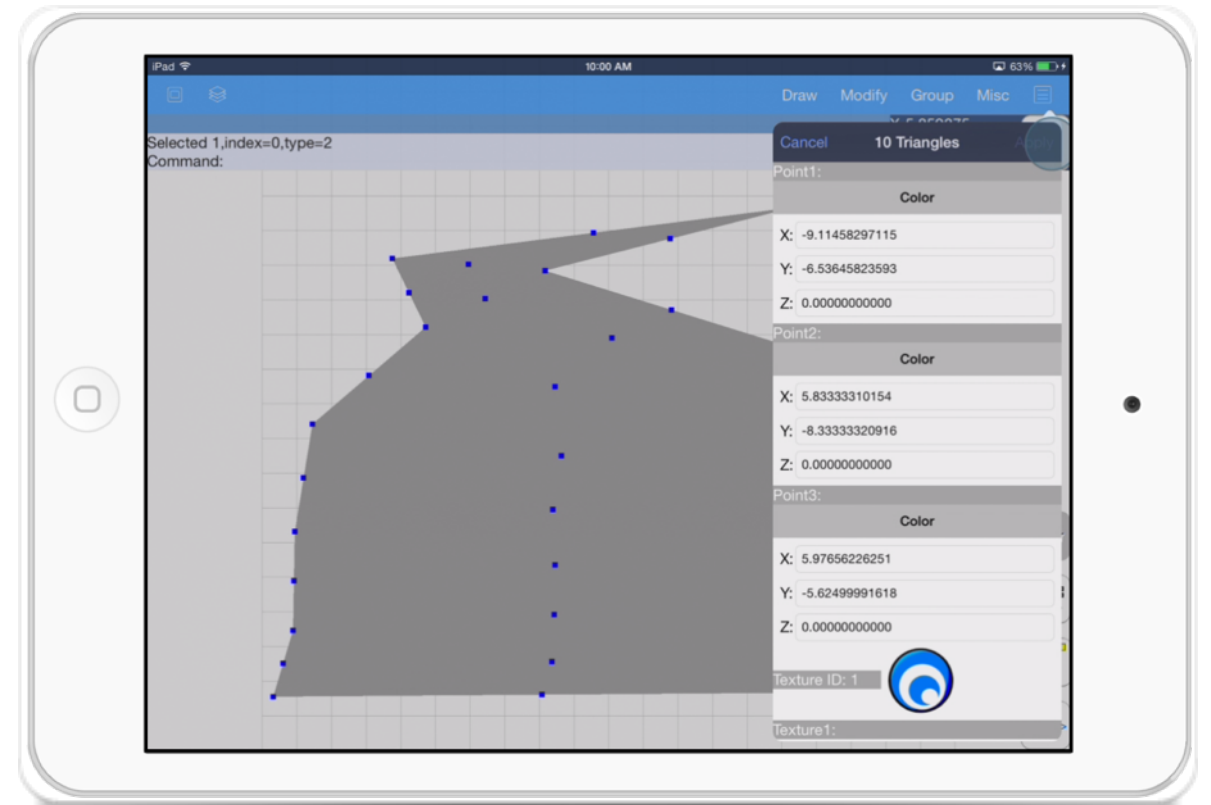 iPad
10:00 AM
63%
Draw Modify Group Misc
Selected 1,index=0,type=2
Command:
Cancel 10 Triangles Apply
Point1:
Color
X: -9.11458297115
Y: -6.53645823593
Z: 0.00000000000
Point2:
Color
X: 5.83333310154
Y: -8.33333320916
Z: 0.00000000000
Point3:
Color
X: 5.97656226251
Y: -5.62499991618
Z: 0.00000000000
Texture ID: 1
Texture1: